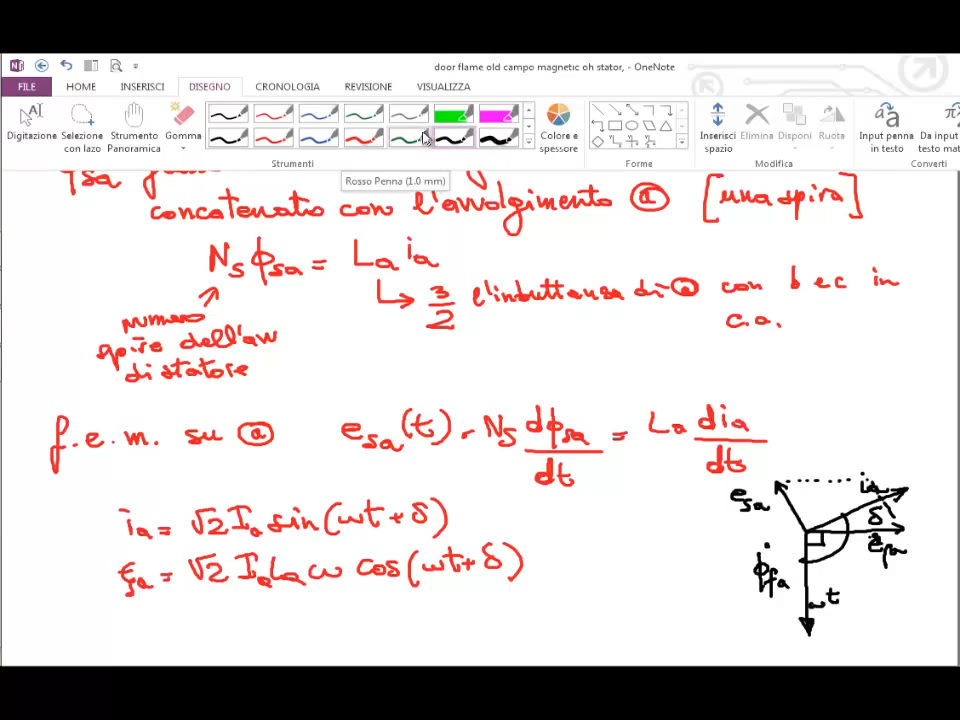 door flame old campo magnetic oh stator, - OneNote
FILE HOME INSERISCI DISEGNO CRONOLOGIA REVISIONE VISUALIZZA
Digitazione Selezione con lazo Strumento Panoramica Gomma Colore e spessore Inserisci spazio Elimina Disponi Ruota Input penna in testo Da input testo mat
Strumenti Forme Modifica Converti
Rosso Penna (1.0 mm)
concatenato con l'avvolgimento a [una spira]
Ns ϕsa = La ia
3/2 l'induttanza di a con b e c in
c.a.
numero
spire dell'avv
di statore
f.e.m. su a esa(t) = Ns dϕsa/dt = La dia/dt
ia = √2 Ia sin(ωt + δ)
esa = √2 Ia La ω cos(ωt + δ)
esa ia
δ
ϕfa
ωt